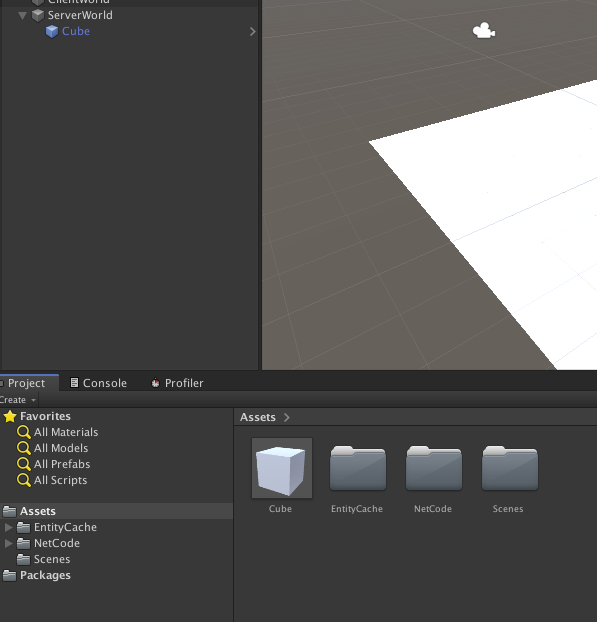 ClientWorld
ServerWorld
Cube
Project Console Profiler
Create
Favorites
All Materials
All Models
All Prefabs
All Scripts
Assets
EntityCache
NetCode
Scenes
Packages
Assets
Cube EntityCache NetCode Scenes